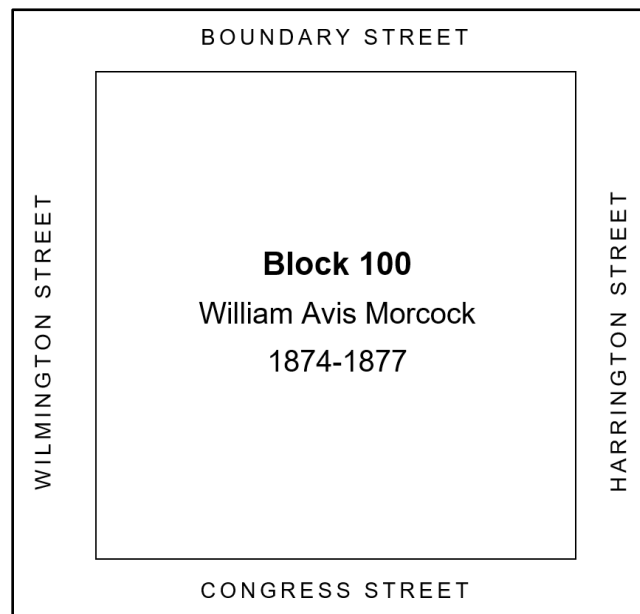 BOUNDARY STREET
WILMINGTON STREET
Block 100
William Avis Morcock
1874-1877
HARRINGTON STREET
CONGRESS STREET